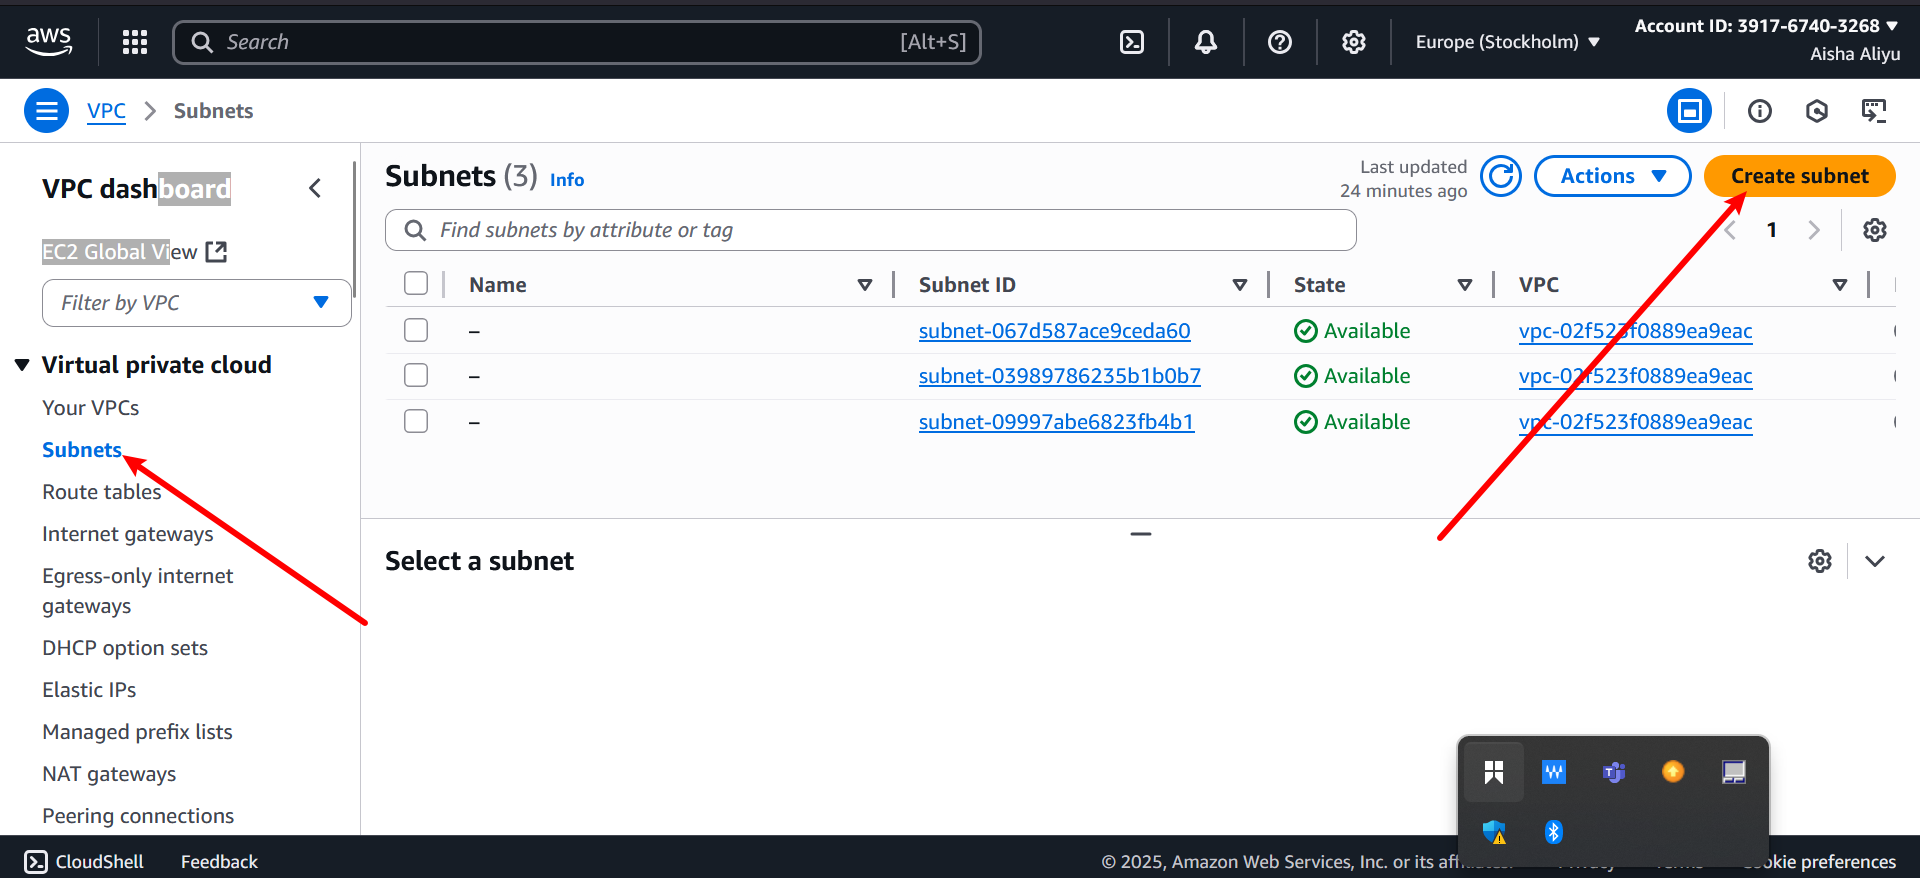 aws
Search [Alt+S]
Europe (Stockholm)
Account ID: 3917-6740-3268
Aisha Aliyu
VPC
Subnets
VPC dashboard
EC2 Global View
Filter by VPC
Virtual private cloud
Your VPCs
Subnets
Route tables
Internet gateways
Egress-only internet
gateways
DHCP option sets
Elastic IPs
Managed prefix lists
NAT gateways
Peering connections
Subnets (3) Info
Last updated
24 minutes ago
Actions
Create subnet
Find subnets by attribute or tag
1
Name Subnet ID State VPC
– subnet-067d587ace9ceda60 Available vpc-02f523f0889ea9eac
– subnet-03989786235b1b0b7 Available vpc-02f523f0889ea9eac
– subnet-09997abe6823fb4b1 Available vpc-02f523f0889ea9eac
Select a subnet
CloudShell Feedback
© 2025, Amazon Web Services, Inc. or its preferences